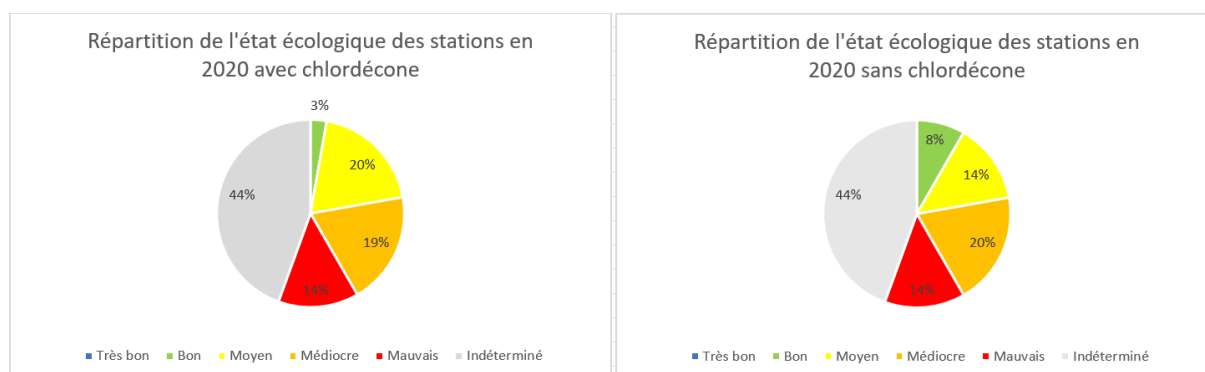 Répartition de l'état écologique des stations en
2020 avec chlordécone
3%
20%
44%
19%
14%
Très bon Bon Moyen Médiocre Mauvais Indéterminé
Répartition de l'état écologique des stations en
2020 sans chlordécone
8%
14%
44%
20%
14%
Très bon Bon Moyen Médiocre Mauvais Indéterminé